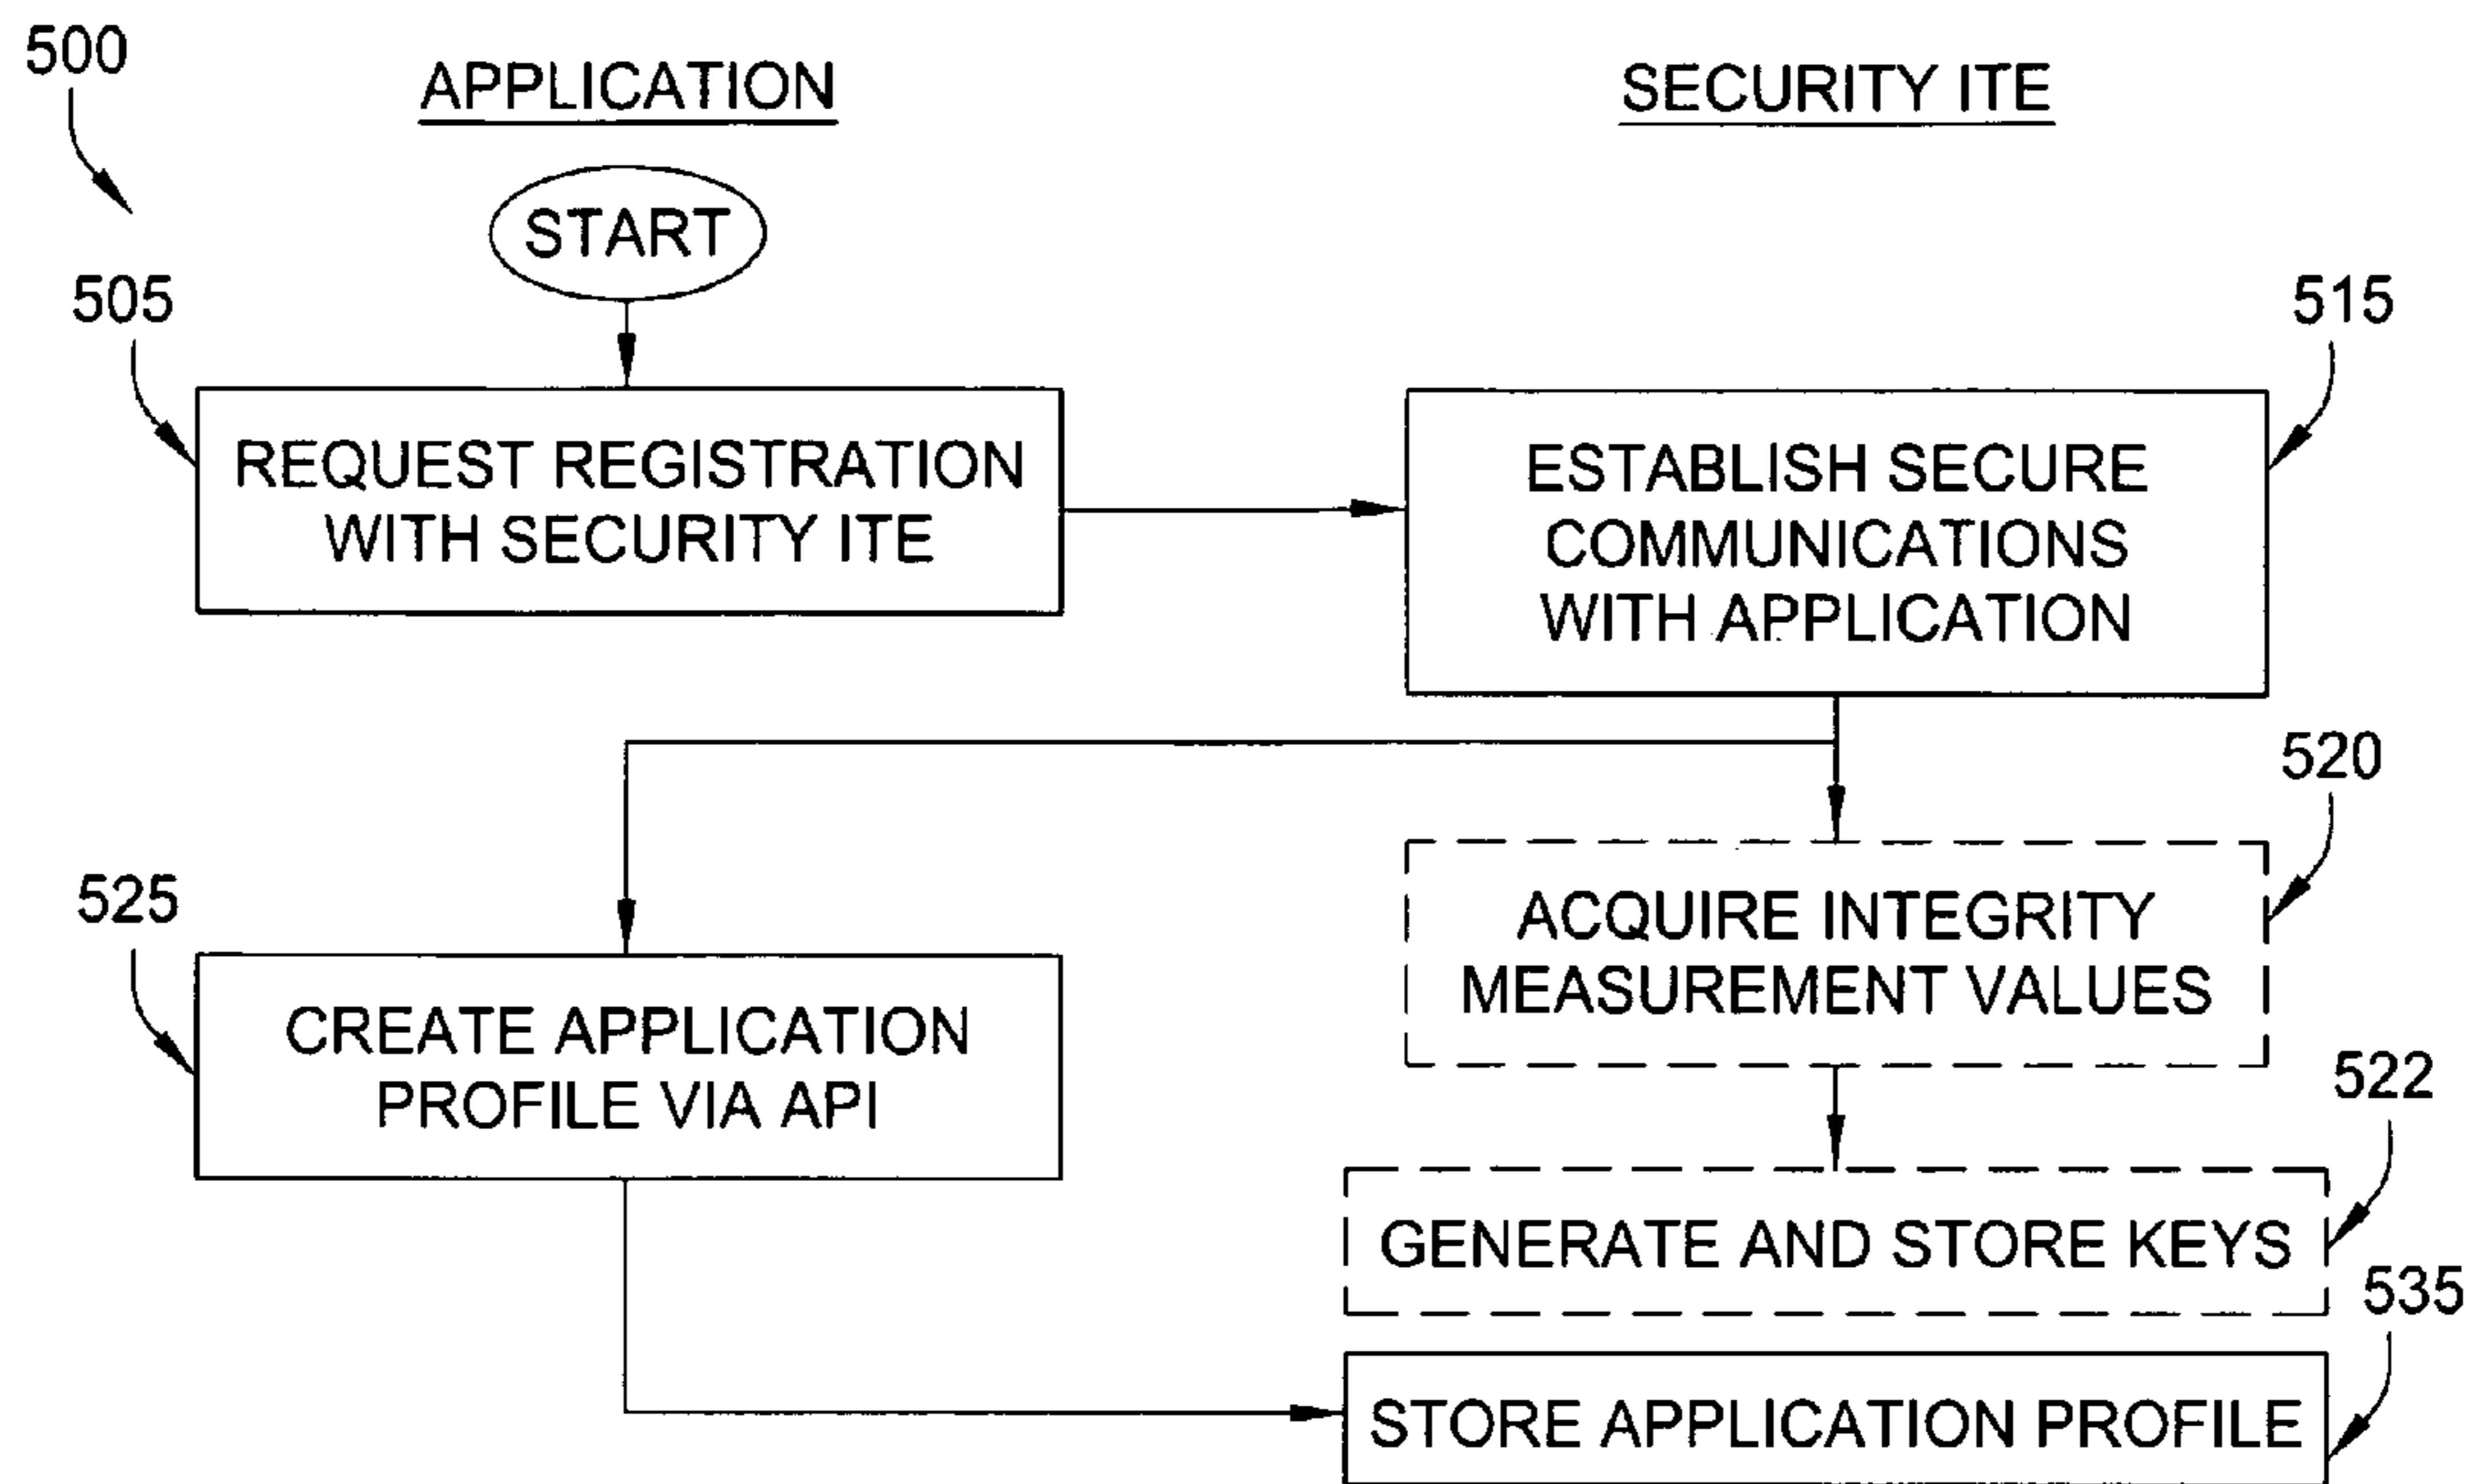 500
APPLICATION
SECURITY ITE
START
505
515
REQUEST REGISTRATION
WITH SECURITY ITE
ESTABLISH SECURE
COMMUNICATIONS
WITH APPLICATION
520
525
ACQUIRE INTEGRITY
MEASUREMENT VALUES
CREATE APPLICATION
PROFILE VIA API
522
GENERATE AND STORE KEYS
535
STORE APPLICATION PROFILE